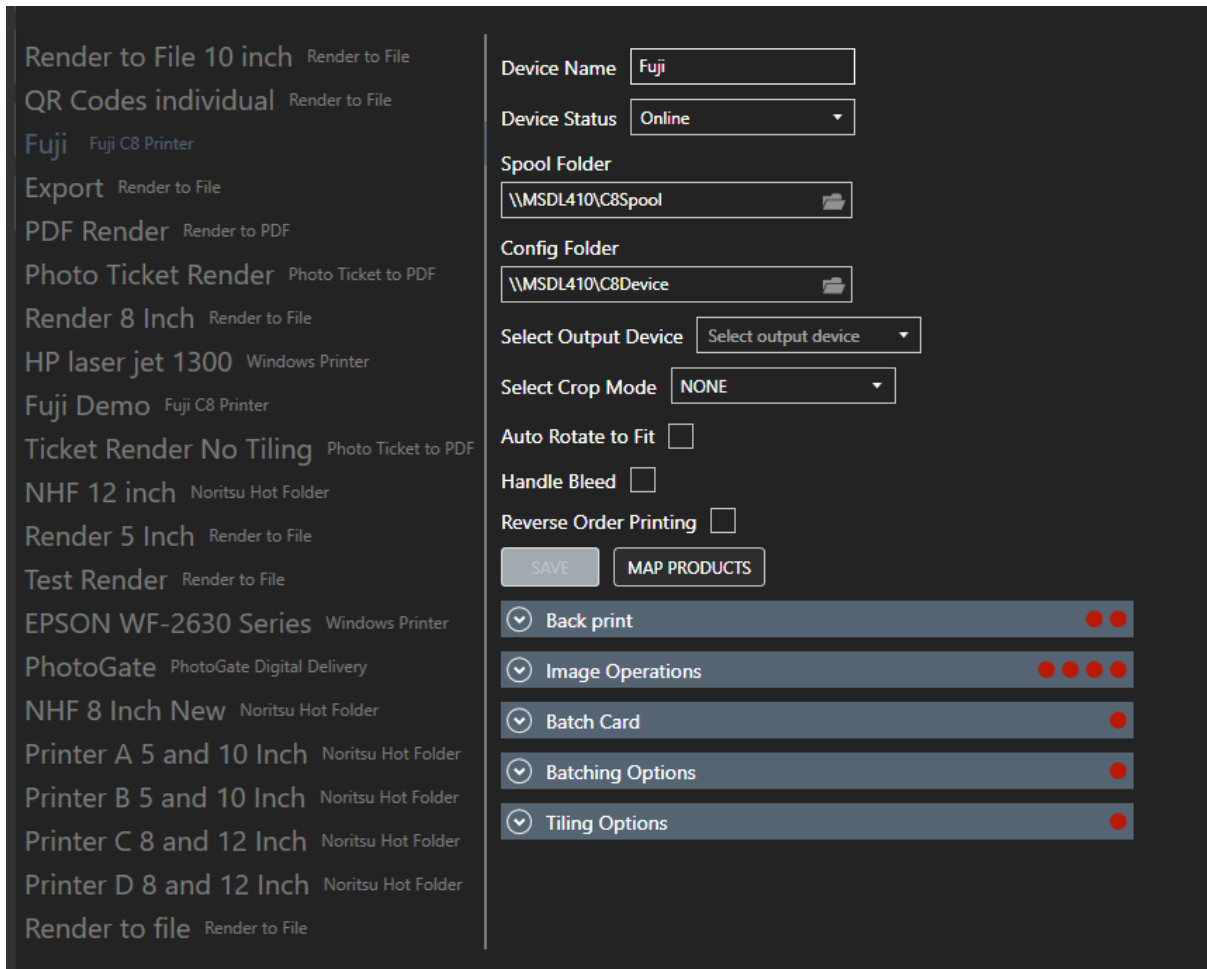 Render to File 10 inch Render to File
QR Codes individual Render to File
Fuji Fuji C8 Printer
Export Render to File
PDF Render Render to PDF
Photo Ticket Render Photo Ticket to PDF
Render 8 Inch Render to File
HP laser jet 1300 Windows Printer
Fuji Demo Fuji C8 Printer
Ticket Render No Tiling Photo Ticket to PDF
NHF 12 inch Noritsu Hot Folder
Render 5 Inch Render to File
Test Render Render to File
EPSON WF-2630 Series Windows Printer
PhotoGate PhotoGate Digital Delivery
NHF 8 Inch New Noritsu Hot Folder
Printer A 5 and 10 Inch Noritsu Hot Folder
Printer B 5 and 10 Inch Noritsu Hot Folder
Printer C 8 and 12 Inch Noritsu Hot Folder
Printer D 8 and 12 Inch Noritsu Hot Folder
Render to file Render to File
Device Name Fuji
Device Status Online
Spool Folder
\\MSDL410\C8Spool
Config Folder
\\MSDL410\C8Device
Select Output Device Select output device
Select Crop Mode NONE
Auto Rotate to Fit
Handle Bleed
Reverse Order Printing
SAVE MAP PRODUCTS
Back print
Image Operations
Batch Card
Batching Options
Tiling Options